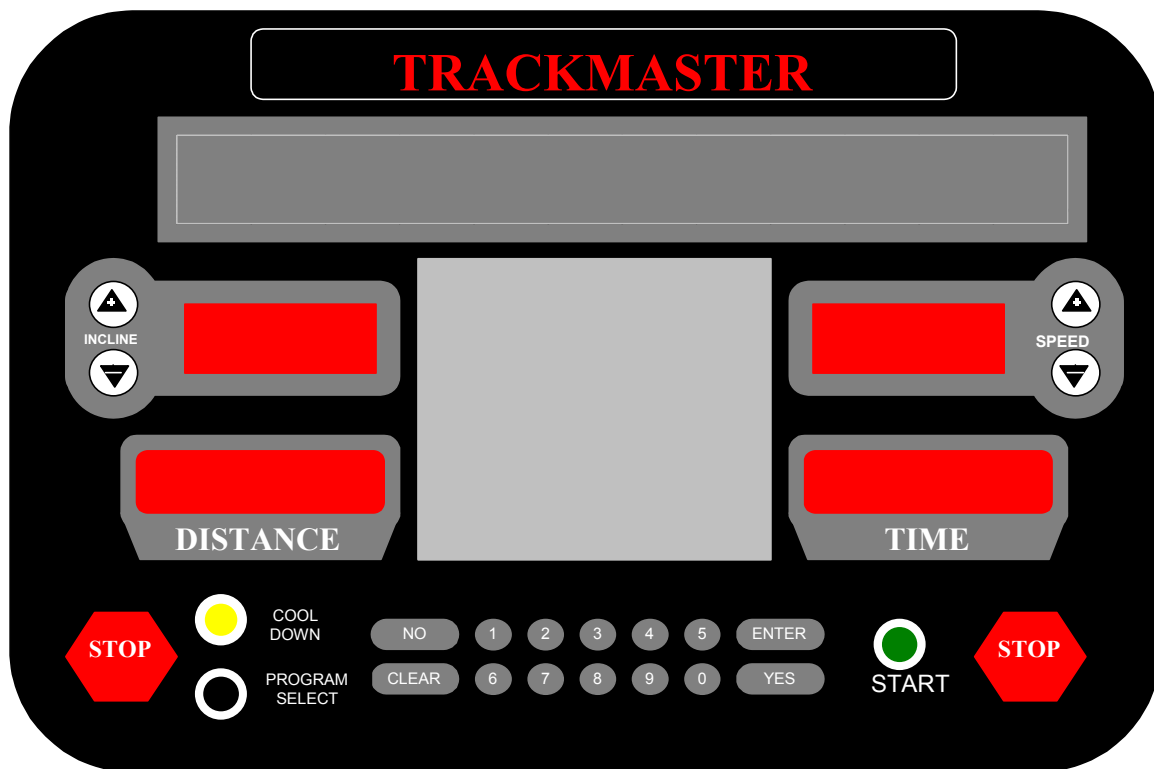 TRACKMASTER
INCLINE
SPEED
DISTANCE
TIME
STOP
COOL
DOWN
PROGRAM
SELECT
NO 1 2 3 4 5 ENTER
CLEAR 6 7 8 9 0 YES
START
STOP